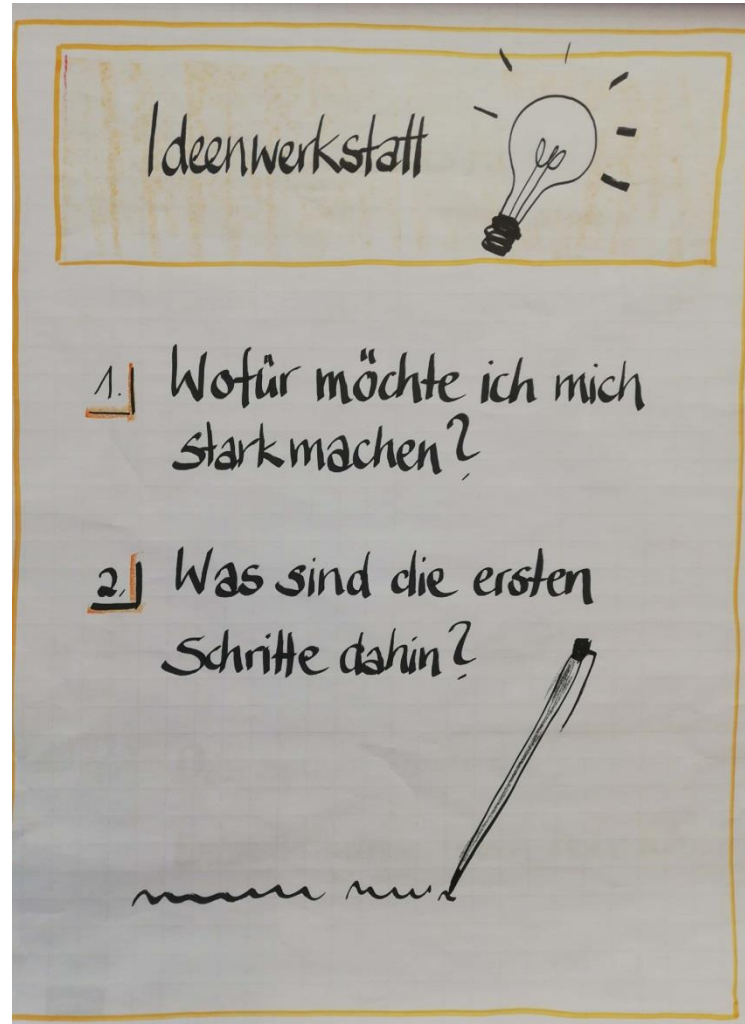 Ideenwerkstatt
1. Wofür möchte ich mich
starkmachen?
2. Was sind die ersten
Schritte dahin?